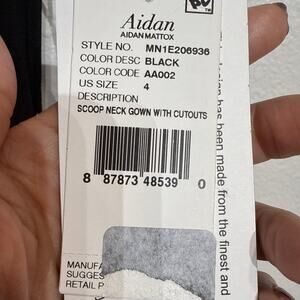 Aidan
AIDAN MATTOX
STYLE NO. MN1E206936
COLOR DESC BLACK
COLOR CODE AA002
US SIZE 4
DESCRIPTION
SCOOP NECK GOWN WITH CUTOUTS
8 87873 48539 0
MANUFA
SUGGES
RETAIL P
design has been made from the finest and